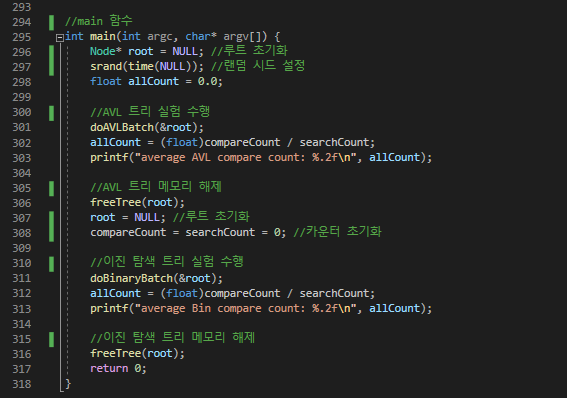 293
294 //main 함수
295 int main(int argc, char* argv[]) {
296 Node* root = NULL; //루트 초기화
297 srand(time(NULL)); //랜덤 시드 설정
298 float allCount = 0.0;
299
300 //AVL 트리 실험 수행
301 doAVLBatch(&root);
302 allCount = (float)compareCount / searchCount;
303 printf("average AVL compare count: %.2f\n", allCount);
304
305 //AVL 트리 메모리 해제
306 freeTree(root);
307 root = NULL; //루트 초기화
308 compareCount = searchCount = 0; //카운터 초기화
309
310 //이진 탐색 트리 실험 수행
311 doBinaryBatch(&root);
312 allCount = (float)compareCount / searchCount;
313 printf("average Bin compare count: %.2f\n", allCount);
314
315 //이진 탐색 트리 메모리 해제
316 freeTree(root);
317 return 0;
318 }